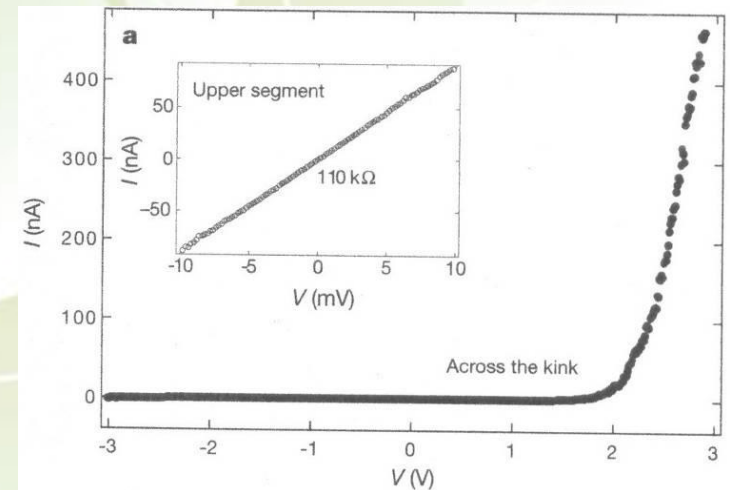 a
Upper segment
50
0
−50
I (nA)
110 kΩ
-10
-5
0
5
10
V (mV)
400
300
200
100
0
I (nA)
Across the kink
-3
-2
-1
0
1
2
3
V (V)